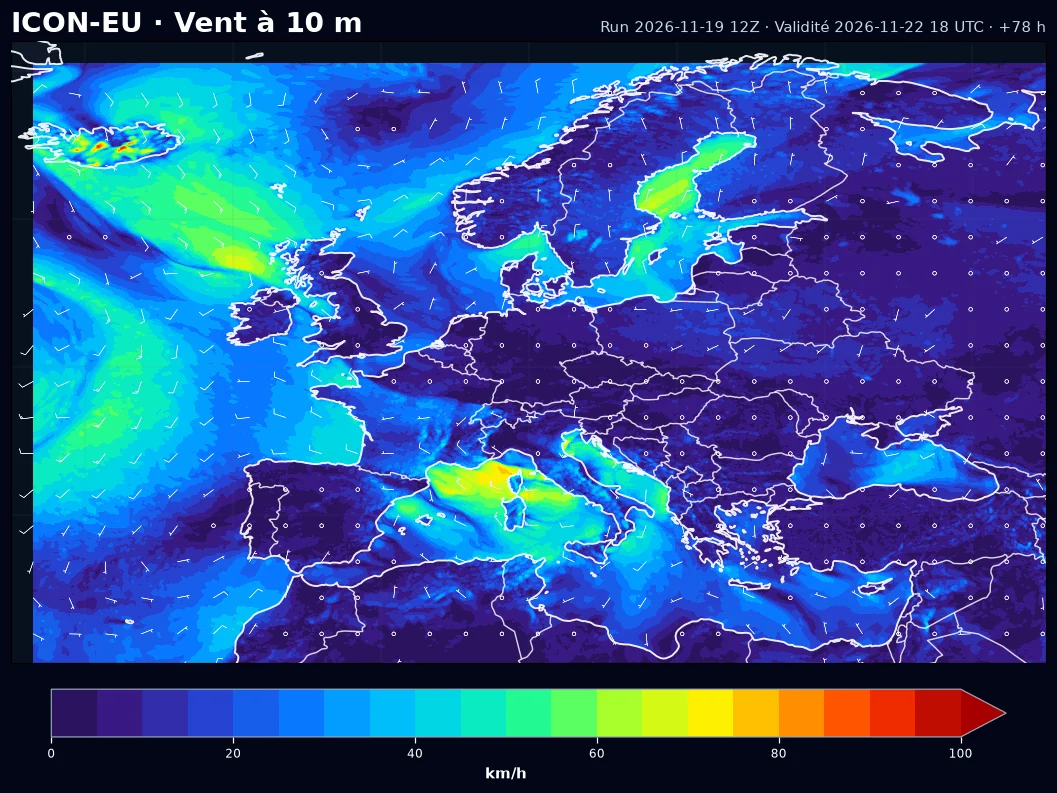 ICON-EU · Vent à 10 m
Run 2026-11-19 12Z · Validité 2026-11-22 18 UTC · +78 h
0 20 40 60 80 100
km/h